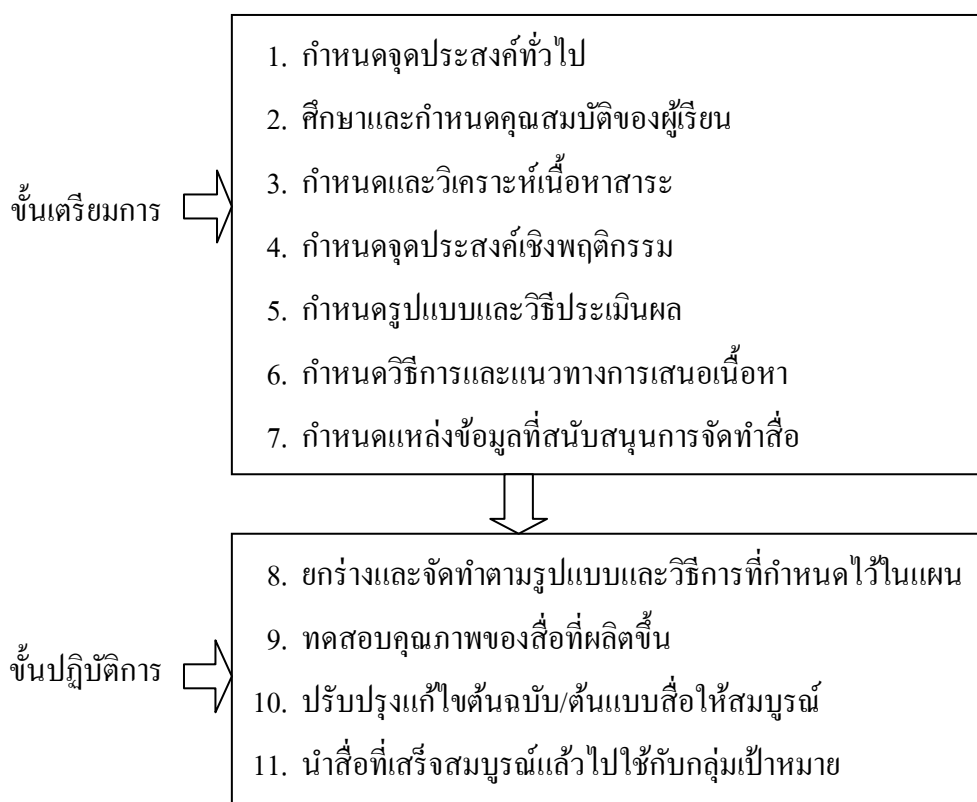 1. กำหนดจุดประสงค์ทั่วไป
2. ศึกษาและกำหนดคุณสมบัติของผู้เรียน
3. กำหนดและวิเคราะห์เนื้อหาสาระ
ขั้นเตรียมการ
4. กำหนดจุดประสงค์เชิงพฤติกรรม
5. กำหนดรูปแบบและวิธีประเมินผล
6. กำหนดวิธีการและแนวทางการเสนอเนื้อหา
7. กำหนดแหล่งข้อมูลที่สนับสนุนการจัดทำสื่อ
8. ยกร่างและจัดทำตามรูปแบบและวิธีการที่กำหนดไว้ในแผน
9. ทดสอบคุณภาพของสื่อที่ผลิตขึ้น
ขั้นปฏิบัติการ
10. ปรับปรุงแก้ไขต้นฉบับ/ต้นแบบสื่อให้สมบูรณ์
11. นำสื่อที่เสร็จสมบูรณ์แล้วไปใช้กับกลุ่มเป้าหมาย